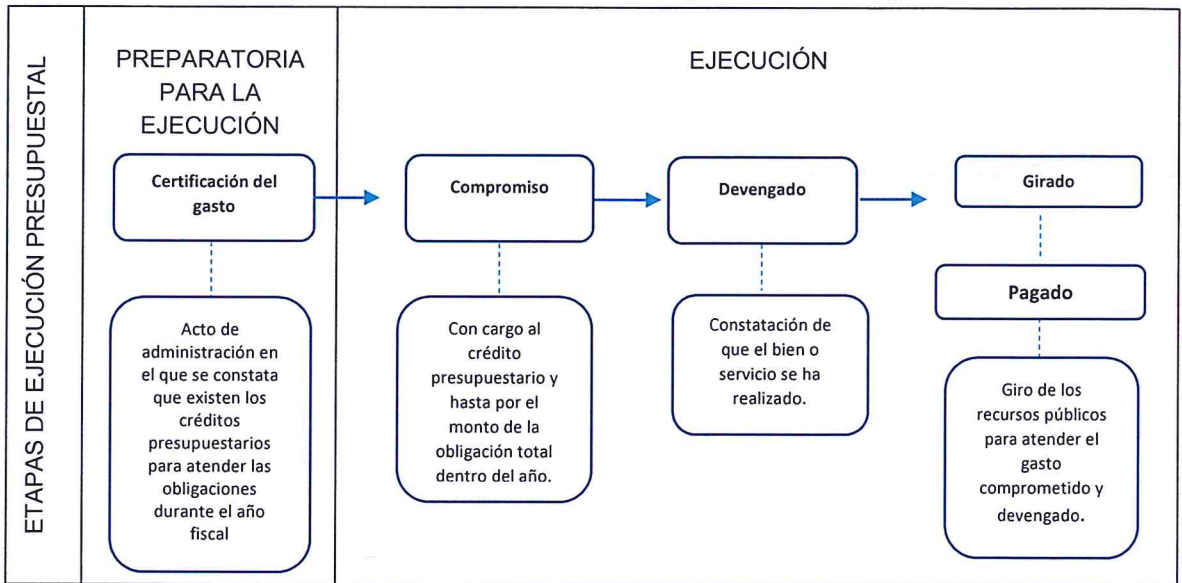 ETAPAS DE EJECUCIÓN PRESUPUESTAL
PREPARATORIA
PARA LA
EJECUCIÓN
EJECUCIÓN
Certificación del
gasto
Compromiso
Devengado
Girado
Pagado
Acto de
administración en
el que se constata
que existen los
créditos
presupuestarios
para atender las
obligaciones
durante el año
fiscal
Con cargo al
crédito
presupuestario y
hasta por el
monto de la
obligación total
dentro del año.
Constatación de
que el bien o
servicio se ha
realizado.
Giro de los
recursos públicos
para atender el
gasto
comprometido y
devengado.